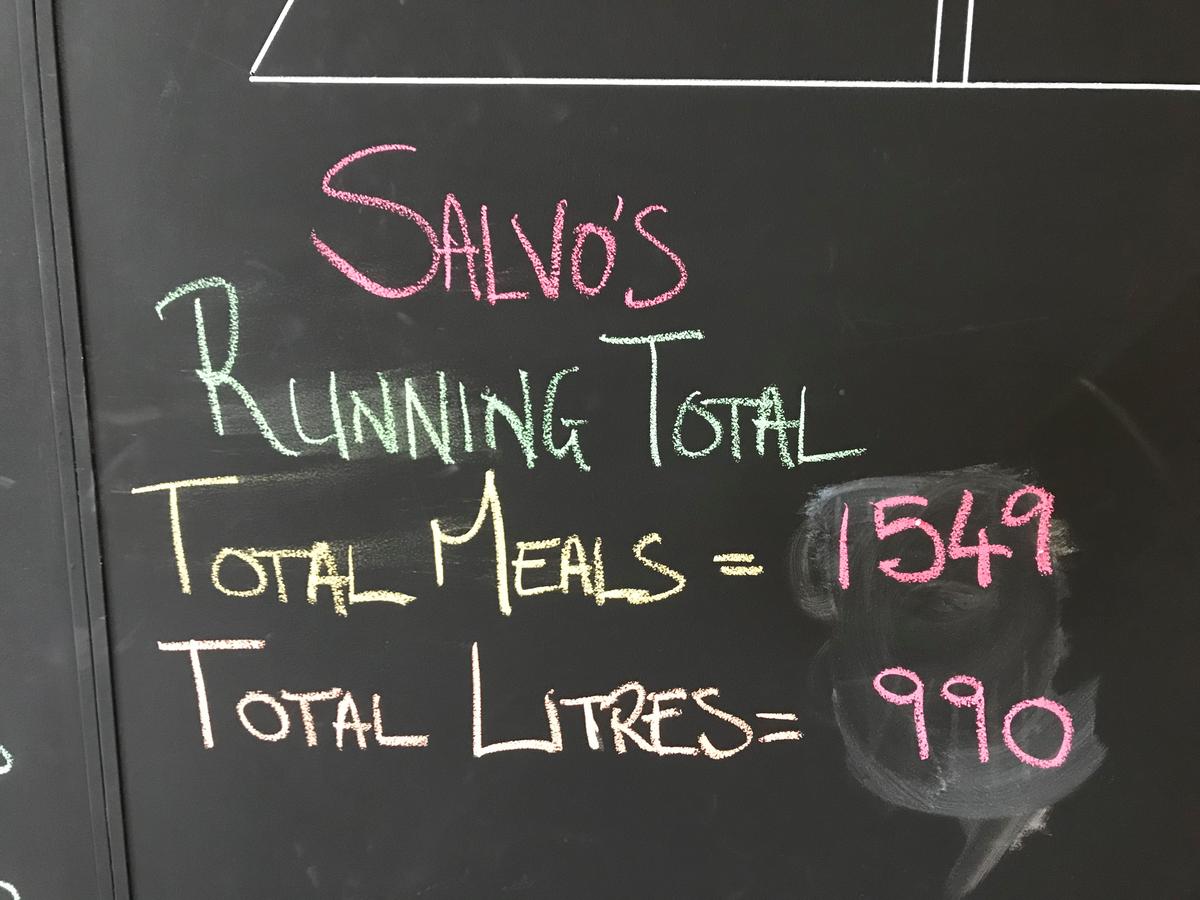 SALVO'S
RUNNING TOTAL
TOTAL MEALS = 1549
TOTAL LITRES = 990